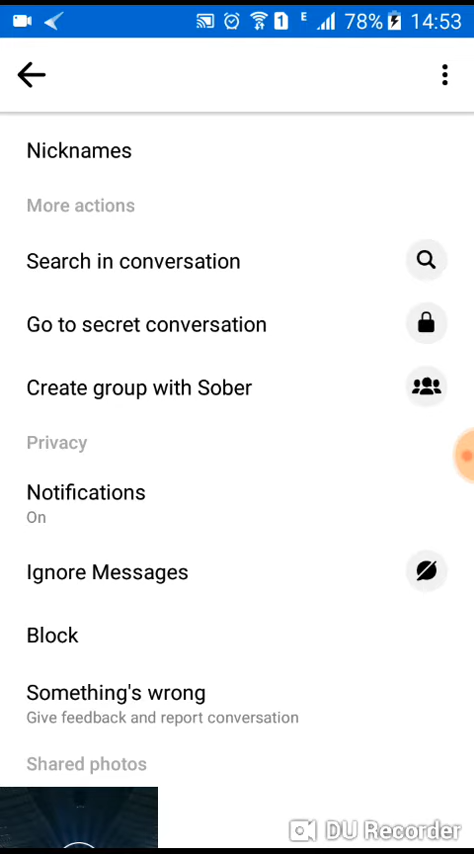 1 E 78% 14:53
Nicknames
More actions
Search in conversation
Go to secret conversation
Create group with Sober
Privacy
Notifications
On
Ignore Messages
Block
Something's wrong
Give feedback and report conversation
Shared photos
DU Recorder